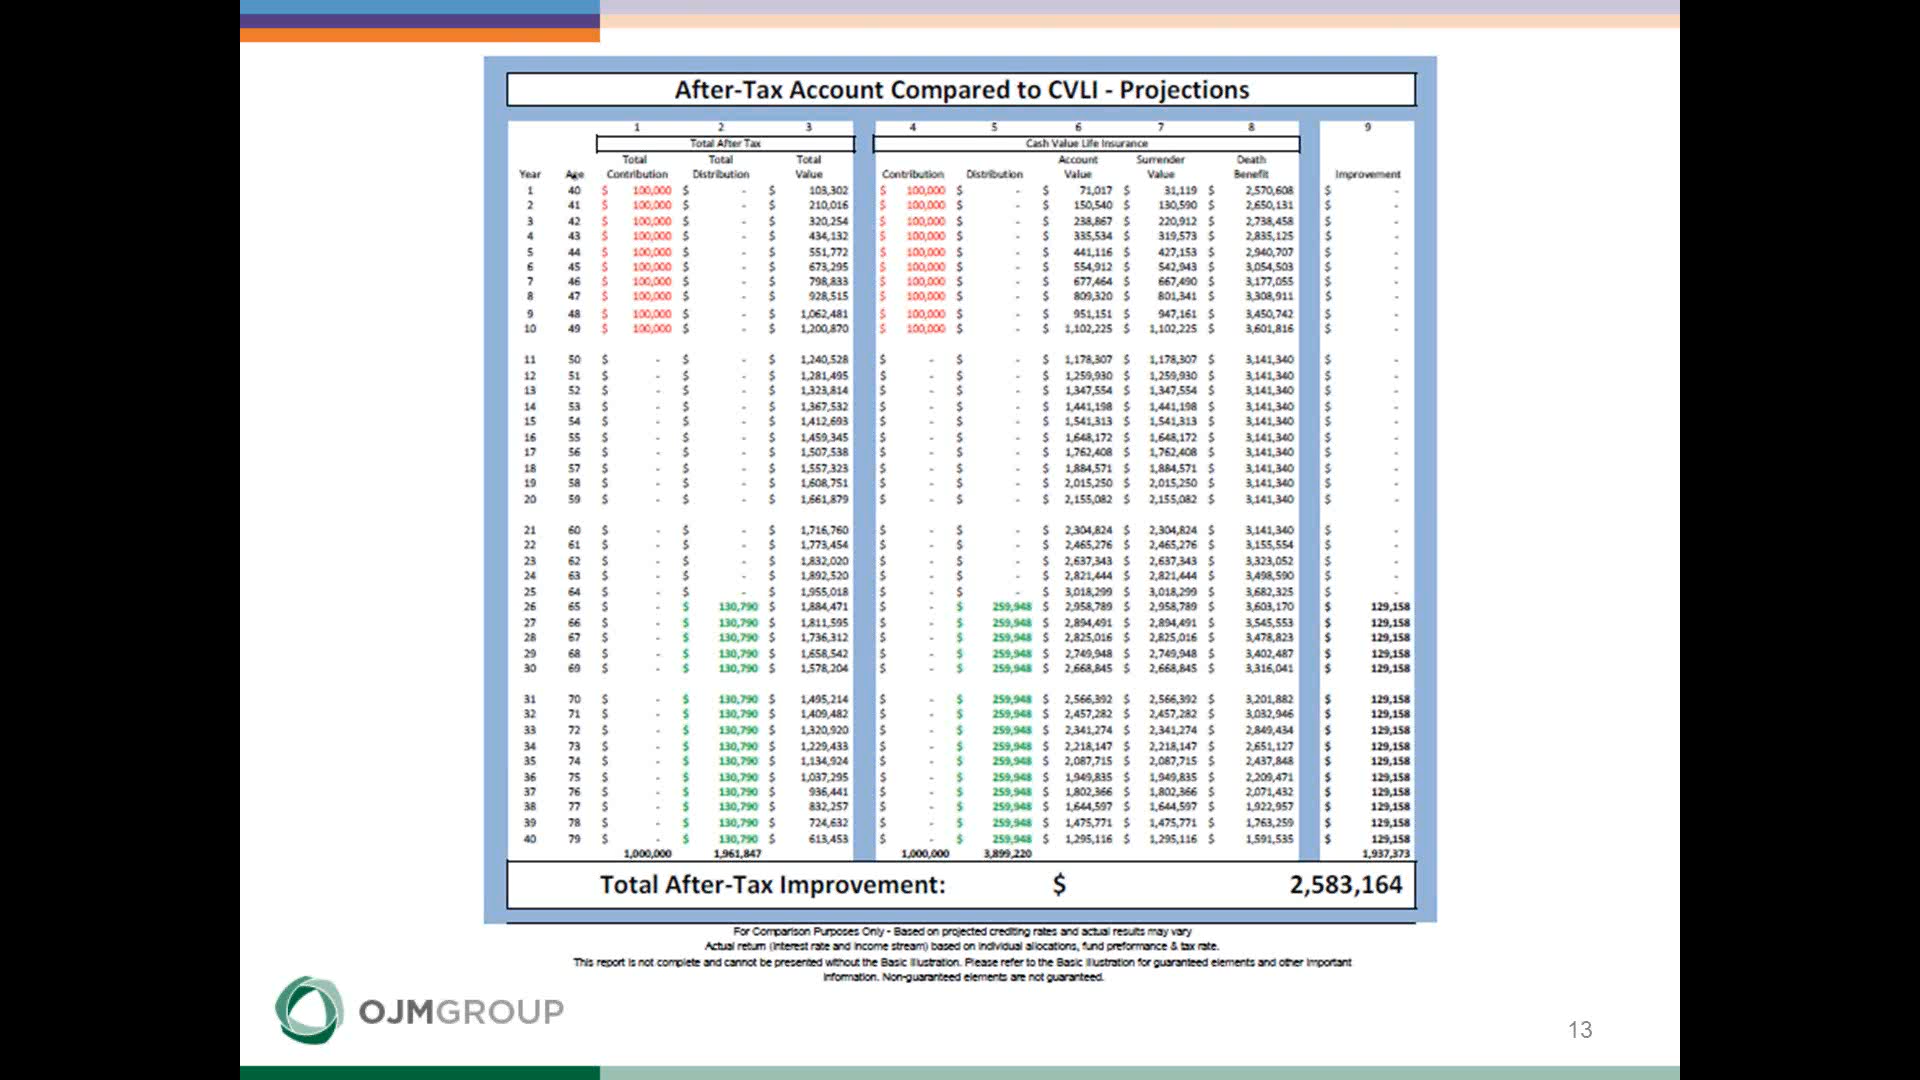 After-Tax Account Compared to CVLI - Projections
1 2 3 4 5 6 7 8 9
Total After Tax Cash Value Life Insurance
Total Total Total Account Surrender Death
Year Age Contribution Distribution Value Contribution Distribution Value Value Benefit Improvement
1 40 $ 100,000 $ - $ 103,302 $ 100,000 $ - $ 71,017 $ 31,119 $ 2,570,608 $ -
2 41 $ 100,000 $ - $ 210,016 $ 100,000 $ - $ 150,540 $ 130,590 $ 2,650,131 $ -
3 42 $ 100,000 $ - $ 320,254 $ 100,000 $ - $ 238,867 $ 220,912 $ 2,738,458 $ -
4 43 $ 100,000 $ - $ 434,132 $ 100,000 $ - $ 335,534 $ 319,573 $ 2,835,125 $ -
5 44 $ 100,000 $ - $ 551,772 $ 100,000 $ - $ 441,116 $ 427,153 $ 2,940,707 $ -
6 45 $ 100,000 $ - $ 673,295 $ 100,000 $ - $ 554,912 $ 542,943 $ 3,054,503 $ -
7 46 $ 100,000 $ - $ 798,833 $ 100,000 $ - $ 677,464 $ 667,490 $ 3,177,055 $ -
8 47 $ 100,000 $ - $ 928,515 $ 100,000 $ - $ 809,320 $ 801,341 $ 3,308,911 $ -
9 48 $ 100,000 $ - $ 1,062,481 $ 100,000 $ - $ 951,151 $ 947,161 $ 3,450,742 $ -
10 49 $ 100,000 $ - $ 1,200,870 $ 100,000 $ - $ 1,102,225 $ 1,102,225 $ 3,601,816 $ -
11 50 $ - $ - $ 1,240,528 $ - $ - $ 1,178,307 $ 1,178,307 $ 3,141,340 $ -
12 51 $ - $ - $ 1,281,495 $ - $ - $ 1,259,930 $ 1,259,930 $ 3,141,340 $ -
13 52 $ - $ - $ 1,323,814 $ - $ - $ 1,347,554 $ 1,347,554 $ 3,141,340 $ -
14 53 $ - $ - $ 1,367,532 $ - $ - $ 1,441,198 $ 1,441,198 $ 3,141,340 $ -
15 54 $ - $ - $ 1,412,693 $ - $ - $ 1,541,313 $ 1,541,313 $ 3,141,340 $ -
16 55 $ - $ - $ 1,459,345 $ - $ - $ 1,648,172 $ 1,648,172 $ 3,141,340 $ -
17 56 $ - $ - $ 1,507,538 $ - $ - $ 1,762,408 $ 1,762,408 $ 3,141,340 $ -
18 57 $ - $ - $ 1,557,323 $ - $ - $ 1,884,571 $ 1,884,571 $ 3,141,340 $ -
19 58 $ - $ - $ 1,608,751 $ - $ - $ 2,015,250 $ 2,015,250 $ 3,141,340 $ -
20 59 $ - $ - $ 1,661,879 $ - $ - $ 2,155,082 $ 2,155,082 $ 3,141,340 $ -
21 60 $ - $ - $ 1,716,760 $ - $ - $ 2,304,824 $ 2,304,824 $ 3,141,340 $ -
22 61 $ - $ - $ 1,773,454 $ - $ - $ 2,465,276 $ 2,465,276 $ 3,155,554 $ -
23 62 $ - $ - $ 1,832,020 $ - $ - $ 2,637,343 $ 2,637,343 $ 3,323,052 $ -
24 63 $ - $ - $ 1,892,520 $ - $ - $ 2,821,444 $ 2,821,444 $ 3,498,590 $ -
25 64 $ - $ - $ 1,955,018 $ - $ - $ 3,018,299 $ 3,018,299 $ 3,682,325 $ -
26 65 $ - $ 130,790 $ 1,884,471 $ - $ 259,948 $ 2,958,789 $ 2,958,789 $ 3,603,170 $ 129,158
27 66 $ - $ 130,790 $ 1,811,595 $ - $ 259,948 $ 2,894,491 $ 2,894,491 $ 3,545,553 $ 129,158
28 67 $ - $ 130,790 $ 1,736,312 $ - $ 259,948 $ 2,825,016 $ 2,825,016 $ 3,478,823 $ 129,158
29 68 $ - $ 130,790 $ 1,658,542 $ - $ 259,948 $ 2,749,948 $ 2,749,948 $ 3,402,487 $ 129,158
30 69 $ - $ 130,790 $ 1,578,204 $ - $ 259,948 $ 2,668,845 $ 2,668,845 $ 3,316,041 $ 129,158
31 70 $ - $ 130,790 $ 1,495,214 $ - $ 259,948 $ 2,566,392 $ 2,566,392 $ 3,201,882 $ 129,158
32 71 $ - $ 130,790 $ 1,409,482 $ - $ 259,948 $ 2,457,282 $ 2,457,282 $ 3,032,946 $ 129,158
33 72 $ - $ 130,790 $ 1,320,920 $ - $ 259,948 $ 2,341,274 $ 2,341,274 $ 2,849,434 $ 129,158
34 73 $ - $ 130,790 $ 1,229,433 $ - $ 259,948 $ 2,218,147 $ 2,218,147 $ 2,651,127 $ 129,158
35 74 $ - $ 130,790 $ 1,134,924 $ - $ 259,948 $ 2,087,715 $ 2,087,715 $ 2,437,848 $ 129,158
36 75 $ - $ 130,790 $ 1,037,295 $ - $ 259,948 $ 1,949,835 $ 1,949,835 $ 2,209,471 $ 129,158
37 76 $ - $ 130,790 $ 936,441 $ - $ 259,948 $ 1,802,366 $ 1,802,366 $ 2,071,432 $ 129,158
38 77 $ - $ 130,790 $ 832,257 $ - $ 259,948 $ 1,644,597 $ 1,644,597 $ 1,922,957 $ 129,158
39 78 $ - $ 130,790 $ 724,632 $ - $ 259,948 $ 1,475,771 $ 1,475,771 $ 1,763,259 $ 129,158
40 79 $ - $ 130,790 $ 613,453 $ - $ 259,948 $ 1,295,116 $ 1,295,116 $ 1,591,535 $ 129,158
1,000,000 1,961,847 1,000,000 3,899,220 1,937,373
Total After-Tax Improvement: $ 2,583,164
For Comparison Purposes Only - Based on projected crediting rates and actual results may vary
Actual return (interest rate and income stream) based on individual allocations, fund preformance & tax rate.
This report is not complete and cannot be presented without the Basic Illustration. Please refer to the Basic Illustration for guaranteed elements and other important
information. Non-guaranteed elements are not guaranteed.
OJMGROUP
13